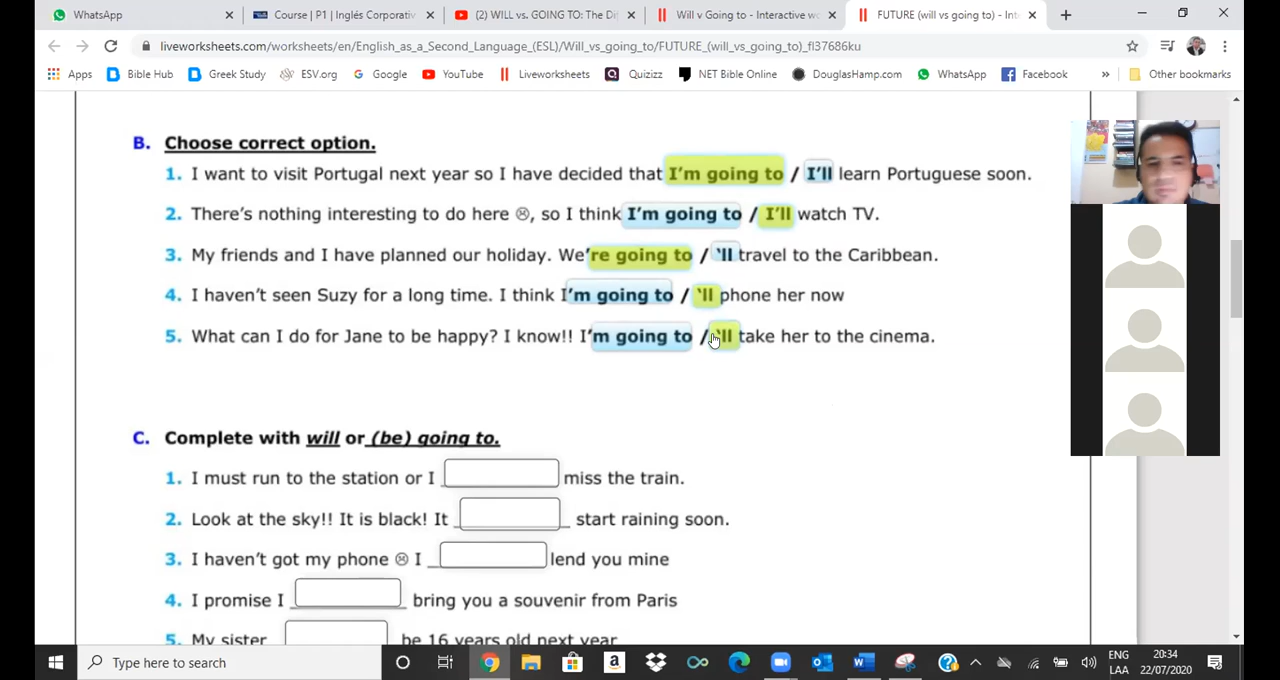 WhatsApp
Course | P1 | Inglés Corporativ
(2) WILL vs. GOING TO: The Di
Will v Going to - Interactive wo
FUTURE (will vs going to) - Int
liveworksheets.com/worksheets/en/English_as_a_Second_Language_(ESL)/Will_vs_going_to/FUTURE_(will_vs_going_to)_fl37686ku
Apps Bible Hub Greek Study ESV.org Google YouTube Liveworksheets Quizizz NET Bible Online DouglasHamp.com WhatsApp Facebook » Other bookmarks
B. Choose correct option.
1. I want to visit Portugal next year so I have decided that I'm going to / I'll learn Portuguese soon.
2. There's nothing interesting to do here ☹, so I think I'm going to / I'll watch TV.
3. My friends and I have planned our holiday. We're going to / 'll travel to the Caribbean.
4. I haven't seen Suzy for a long time. I think I'm going to / 'll phone her now
5. What can I do for Jane to be happy? I know!! I'm going to / 'll take her to the cinema.
C. Complete with will or (be) going to.
1. I must run to the station or I miss the train.
2. Look at the sky!! It is black! It _ _ start raining soon.
3. I haven't got my phone ☹ I _ lend you mine
4. I promise I _ _ bring you a souvenir from Paris
5. My sister be 16 years old next year
Type here to search
ENG
LAA
20:34
22/07/2020